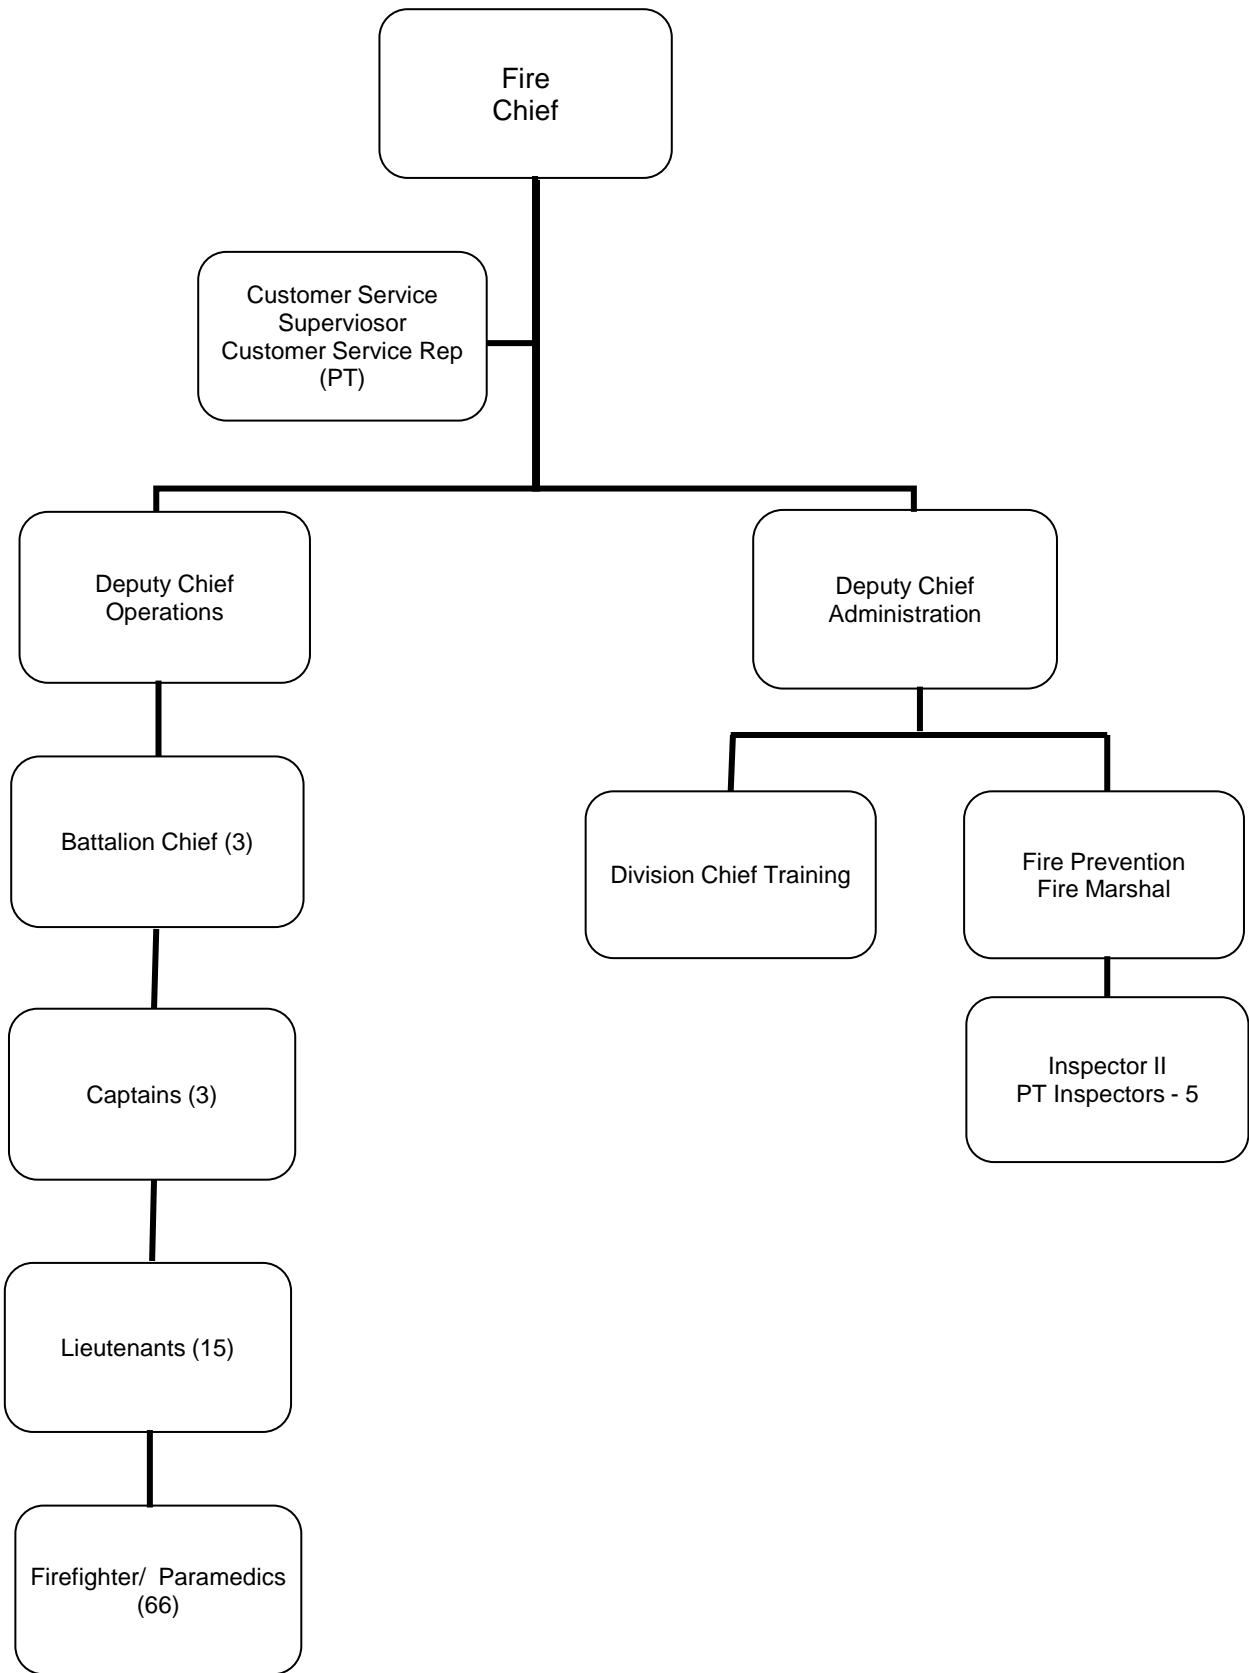 Fire
Chief
Customer Service
Superviosor
Customer Service Rep
(PT)
Deputy Chief
Operations
Deputy Chief
Administration
Battalion Chief (3)
Division Chief Training
Fire Prevention
Fire Marshal
Captains (3)
Inspector II
PT Inspectors - 5
Lieutenants (15)
Firefighter/ Paramedics
(66)